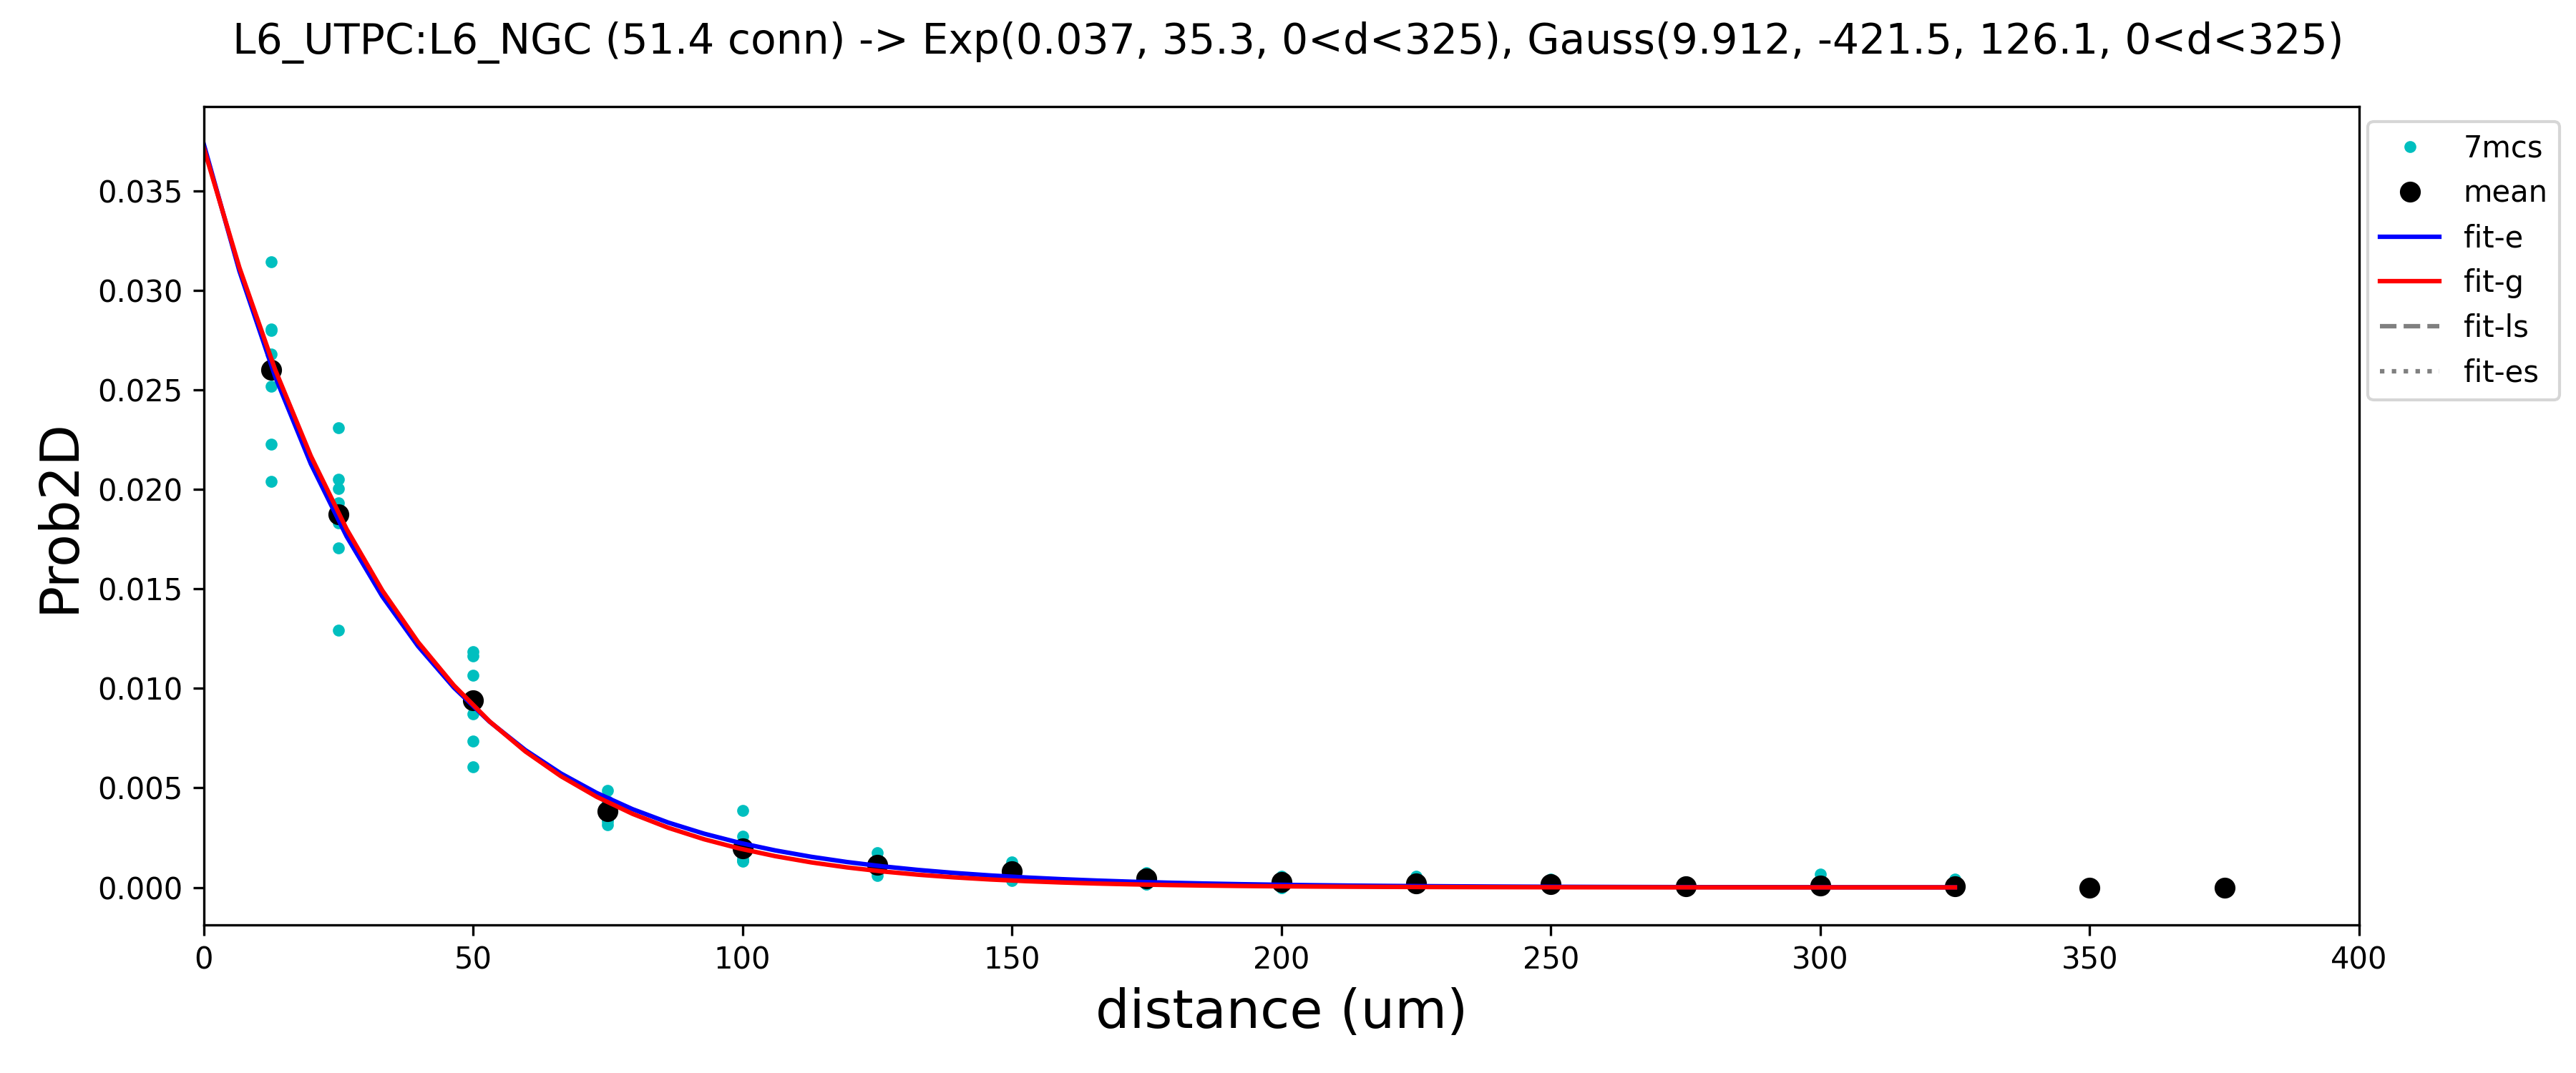 L6_UTPC:L6_NGC (51.4 conn) -> Exp(0.037, 35.3, 0<d<325), Gauss(9.912, -421.5, 126.1, 0<d<325)
Prob2D
0.035
0.030
0.025
0.020
0.015
0.010
0.005
0.000
0 50 100 150 200 250 300 350 400
distance (um)
7mcs
mean
fit-e
fit-g
fit-ls
fit-es